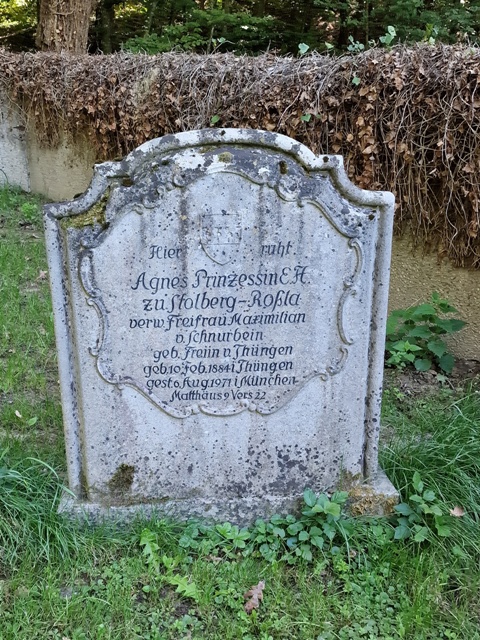 Hier ruht
Agnes Prinzessin E.H.
zu Stolberg-Roßla
verw. Freifrau Maximilian
v. Schnurbein
geb. Freiin v. Thüngen
geb. 10. Feb. 1884 i. Thüngen
gest. 6. Aug. 1971 i. München
Matthäus 9 Vers 22